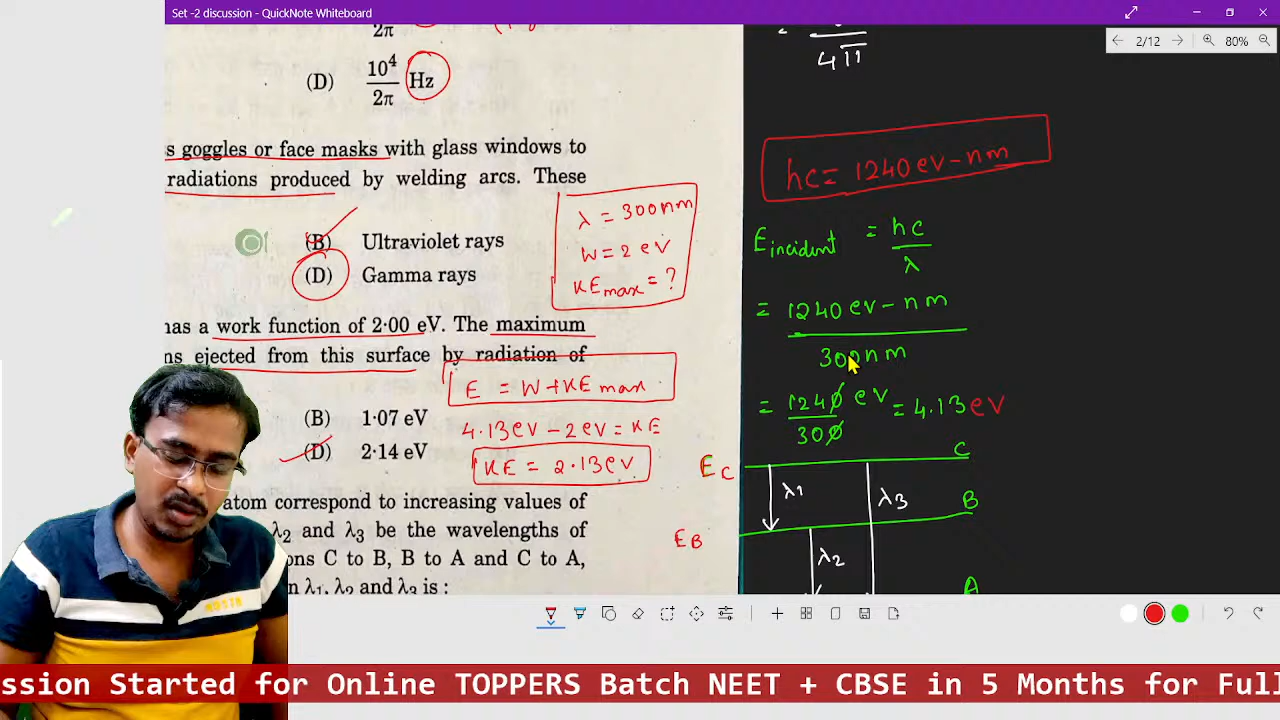 Set -2 discussion - QuickNote Whiteboard
2/12
80%
2π
(D) 10⁴/2π Hz
s goggles or face masks with glass windows to
radiations produced by welding arcs. These
(B) Ultraviolet rays
(D) Gamma rays
λ = 300nm
W = 2 eV
KEmax = ?
has a work function of 2·00 eV. The maximum
ns ejected from this surface by radiation of
E = W+KEmax
(B) 1·07 eV
(D) 2·14 eV
4.13eV - 2eV = KE
KE = 2.13eV
atom correspond to increasing values of
λ2 and λ3 be the wavelengths of
ons C to B, B to A and C to A,
n λ1, λ2 and λ3 is :
4π
hc = 1240 eV-nm
Eincident = hc/λ
= 1240 eV-nm / 300nm
= 1240 eV / 300 = 4.13 eV
EC
C
λ1
λ3
EB
B
λ2
A
ssion Started for Online TOPPERS Batch NEET + CBSE in 5 Months for Full